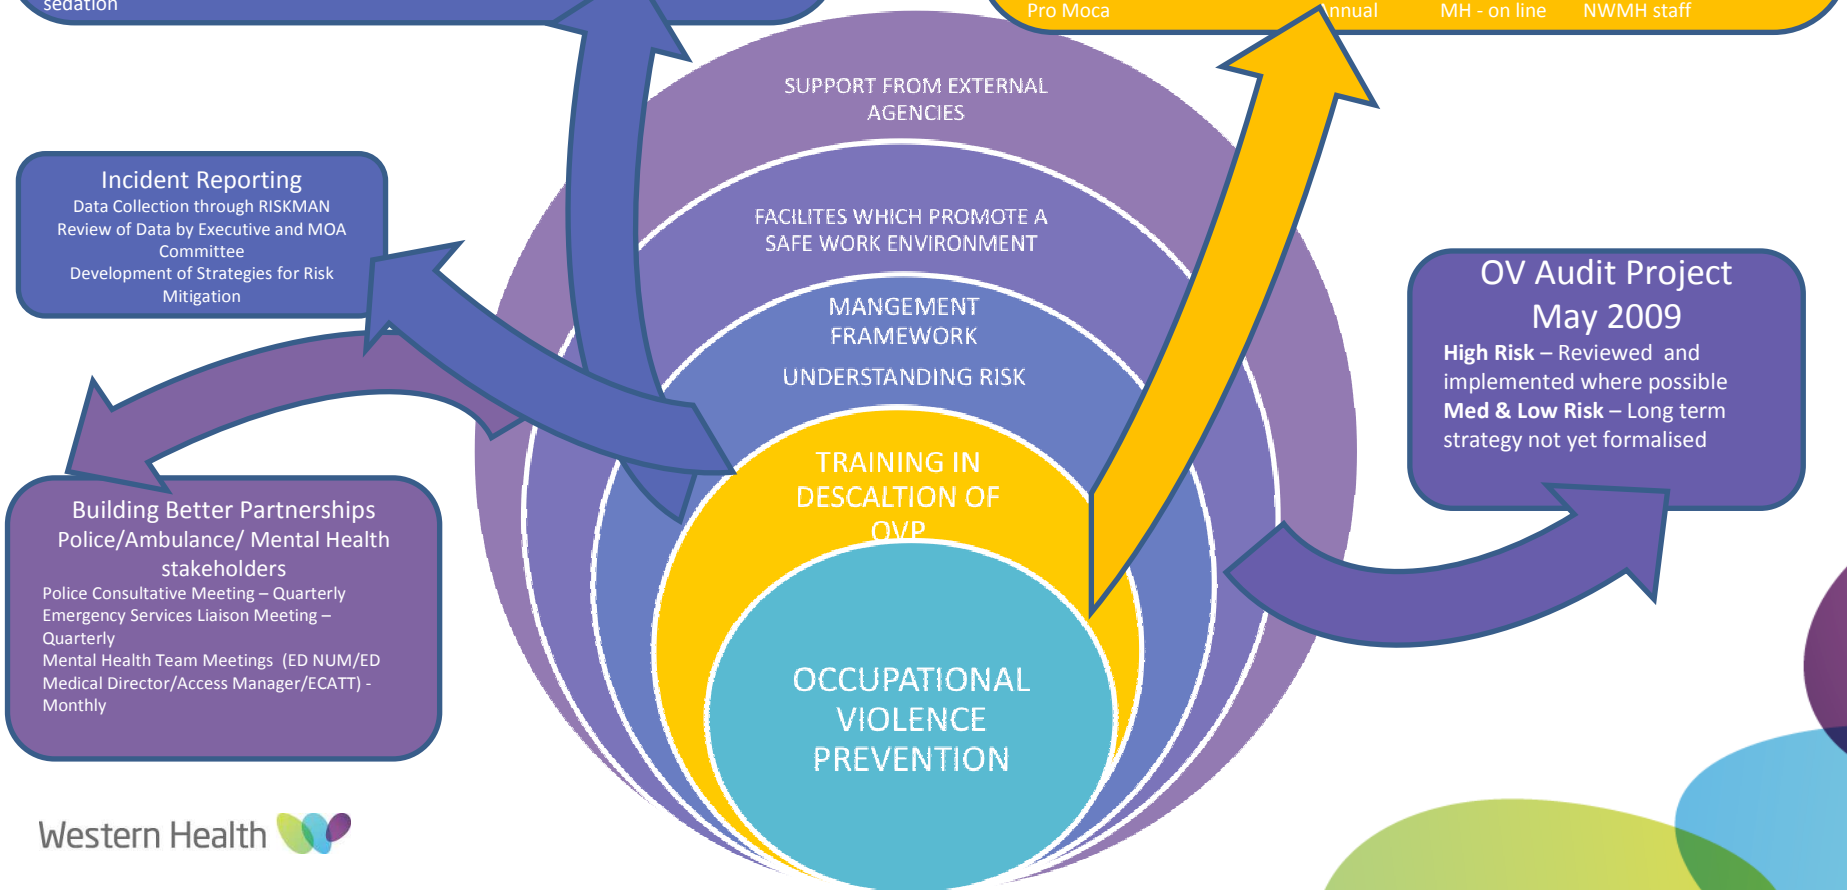 sedation
Pro Moca Annual MH - on line NWMH staff
SUPPORT FROM EXTERNAL
AGENCIES
FACILITES WHICH PROMOTE A
SAFE WORK ENVIRONMENT
MANGEMENT
FRAMEWORK
UNDERSTANDING RISK
TRAINING IN
DESCALTION OF
OVP
OCCUPATIONAL
VIOLENCE
PREVENTION
Incident Reporting
Data Collection through RISKMAN
Review of Data by Executive and MOA
Committee
Development of Strategies for Risk
Mitigation
Building Better Partnerships
Police/Ambulance/ Mental Health
stakeholders
Police Consultative Meeting – Quarterly
Emergency Services Liaison Meeting –
Quarterly
Mental Health Team Meetings (ED NUM/ED
Medical Director/Access Manager/ECATT) -
Monthly
OV Audit Project
May 2009
High Risk – Reviewed and
implemented where possible
Med & Low Risk – Long term
strategy not yet formalised
Western Health